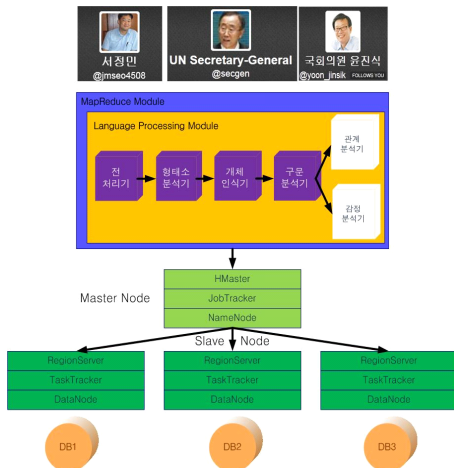 서정민
@jmseo4508
UN Secretary-General
@secgen
국회의원 윤진식
@yoon_jinsik FOLLOWS YOU
MapReduce Module
Language Processing Module
전
처리기
형태소
분석기
개체
인식기
구문
분석기
관계
분석기
감정
분석기
Master Node
HMaster
JobTracker
NameNode
Slave Node
RegionServer
TaskTracker
DataNode
RegionServer
TaskTracker
DataNode
RegionServer
TaskTracker
DataNode
DB1
DB2
DB3